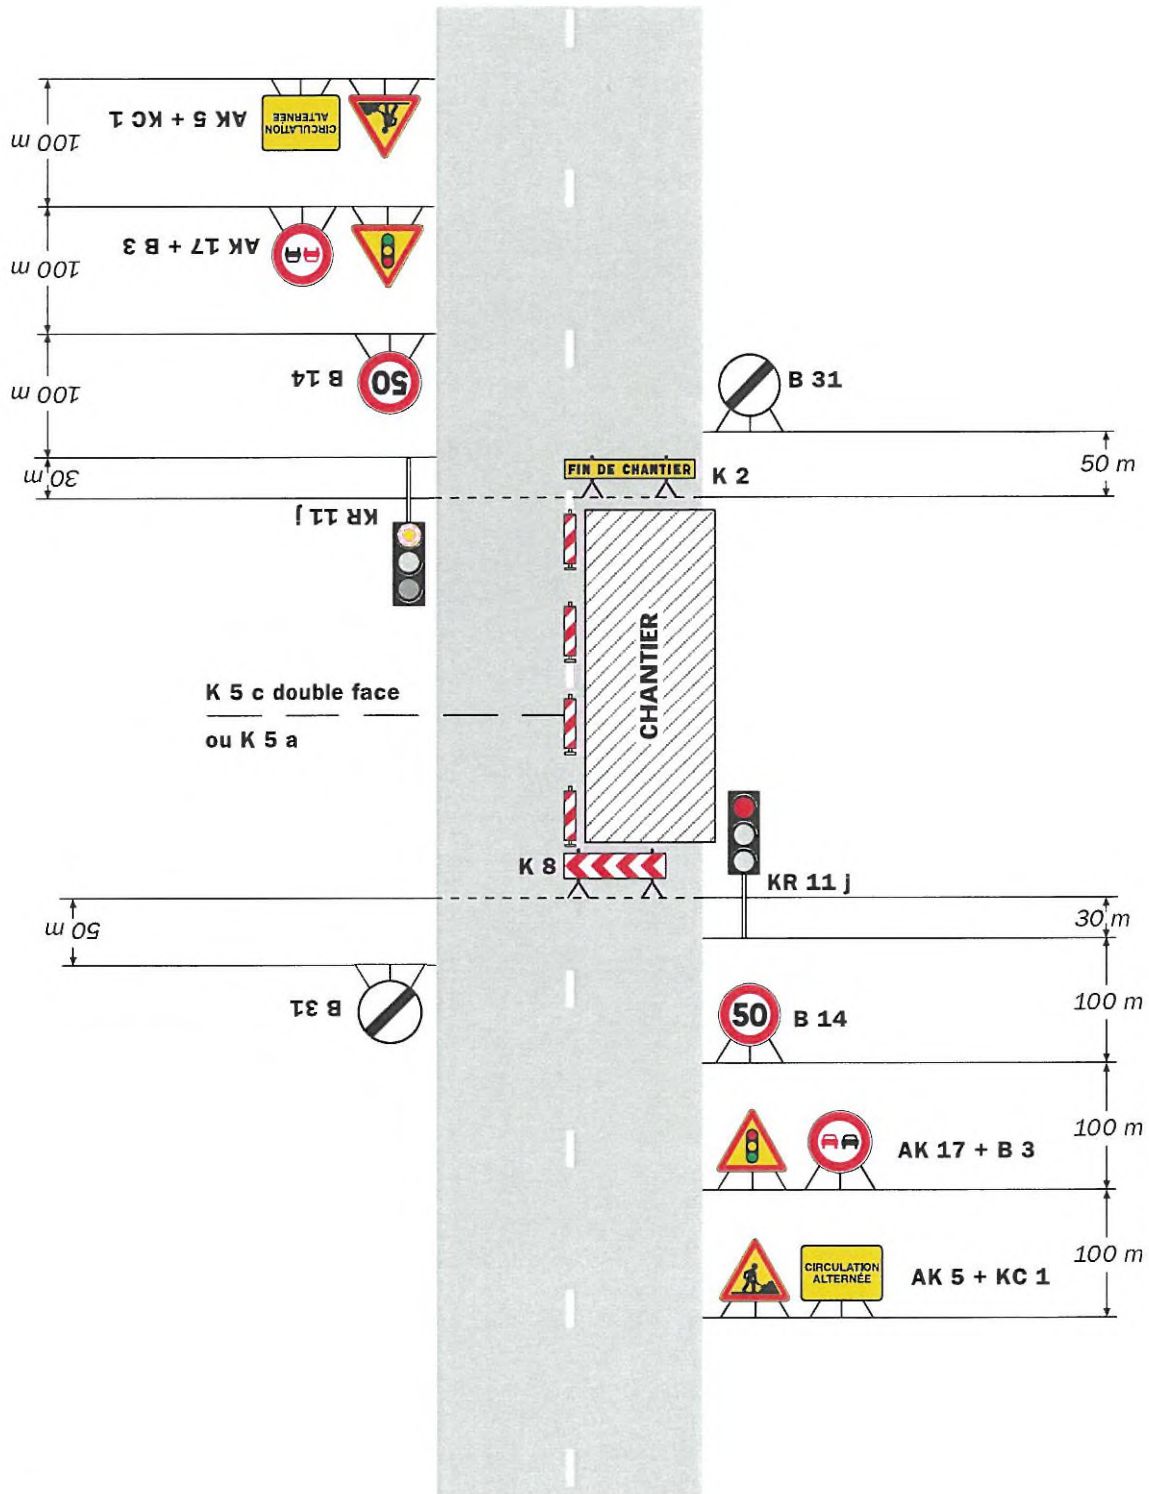 100 m
AK 5 + KC 1
CIRCULATION
ALTERNÉE
100 m
AK 17 + B 3
100 m
B 14
50
B 31
30 m
KR 11 j
FIN DE CHANTIER
K 2
50 m
CHANTIER
K 5 c double face
ou K 5 a
K 8
KR 11 j
50 m
30 m
B 31
50
B 14
100 m
AK 17 + B 3
100 m
CIRCULATION
ALTERNÉE
AK 5 + KC 1
100 m